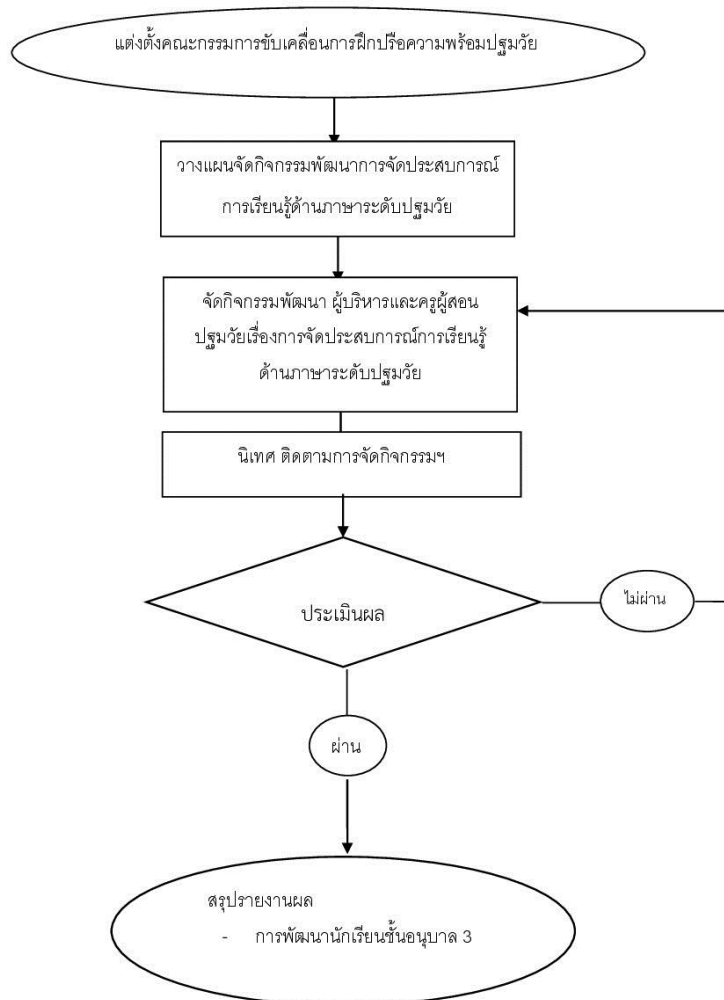 แต่งตั้งคณะกรรมการขับเคลื่อนการฝึกปรือความพร้อมปฐมวัย
วางแผนจัดกิจกรรมพัฒนาการจัดประสบการณ์
การเรียนรู้ด้านภาษาระดับปฐมวัย
จัดกิจกรรมพัฒนา ผู้บริหารและครูผู้สอน
ปฐมวัยเรื่องการจัดประสบการณ์การเรียนรู้
ด้านภาษาระดับปฐมวัย
นิเทศ ติดตามการจัดกิจกรรมฯ
ประเมินผล
ไม่ผ่าน
ผ่าน
สรุปรายงานผล
- การพัฒนานักเรียนชั้นอนุบาล 3